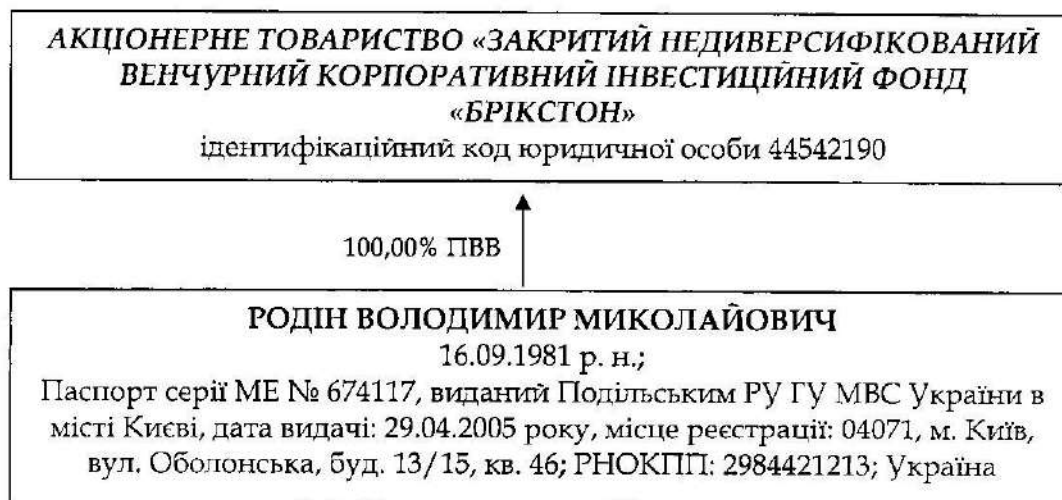 АКЦІОНЕРНЕ ТОВАРИСТВО «ЗАКРИТИЙ НЕДИВЕРСИФІКОВАНИЙ
ВЕНЧУРНИЙ КОРПОРАТИВНИЙ ІНВЕСТИЦІЙНИЙ ФОНД
«БРІКСТОН»
ідентифікаційний код юридичної особи 44542190
100,00% ПВВ
РОДІН ВОЛОДИМИР МИКОЛАЙОВИЧ
16.09.1981 р. н.;
Паспорт серії МЕ № 674117, виданий Подільським РУ ГУ МВС України в
місті Києві, дата видачі: 29.04.2005 року, місце реєстрації: 04071, м. Київ,
вул. Оболонська, буд. 13/15, кв. 46; РНОКПП: 2984421213; Україна